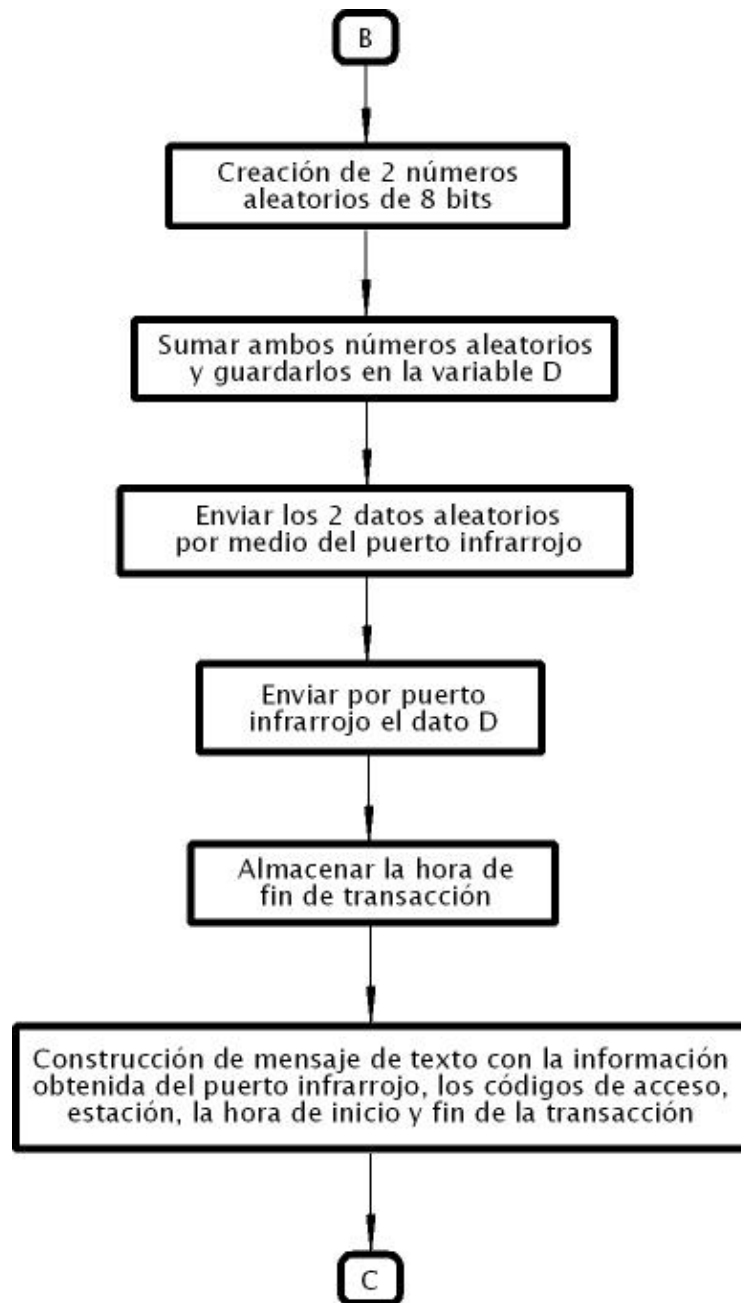 B
Creación de 2 números
aleatorios de 8 bits
Sumar ambos números aleatorios
y guardarlos en la variable D
Enviar los 2 datos aleatorios
por medio del puerto infrarrojo
Enviar por puerto
infrarrojo el dato D
Almacenar la hora de
fin de transacción
Construcción de mensaje de texto con la información
obtenida del puerto infrarrojo, los códigos de acceso,
estación, la hora de inicio y fin de la transacción
C